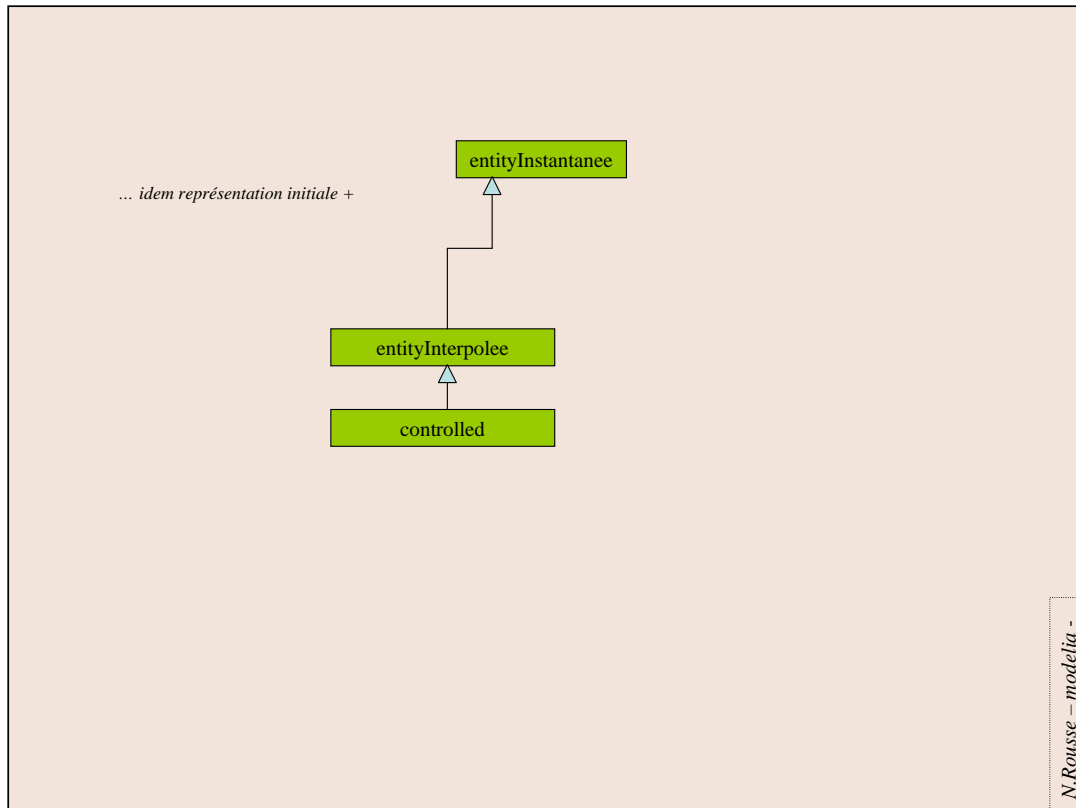 entityInstantanee
… idem représentation initiale +
entityInterpolee
controlled
N.Rousse – modelia -